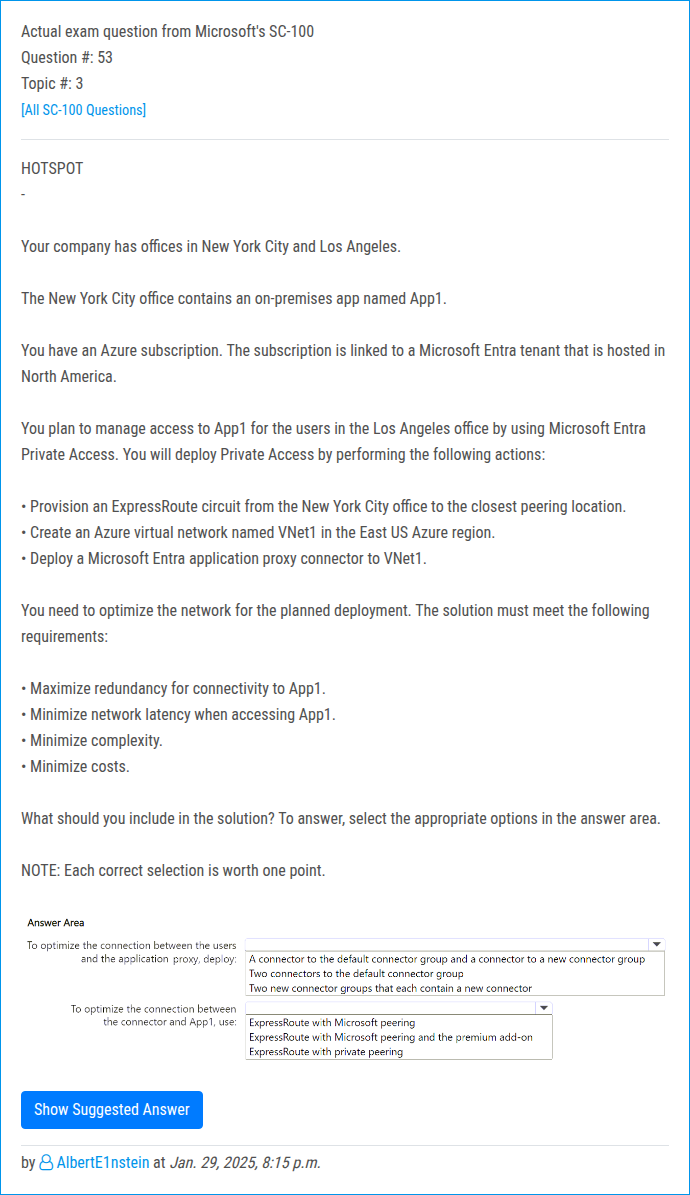 Actual exam question from Microsoft's SC-100
Question #: 53
Topic #: 3
[All SC-100 Questions]
HOTSPOT
-
Your company has offices in New York City and Los Angeles.
The New York City office contains an on-premises app named App1.
You have an Azure subscription. The subscription is linked to a Microsoft Entra tenant that is hosted in
North America.
You plan to manage access to App1 for the users in the Los Angeles office by using Microsoft Entra
Private Access. You will deploy Private Access by performing the following actions:
• Provision an ExpressRoute circuit from the New York City office to the closest peering location.
• Create an Azure virtual network named VNet1 in the East US Azure region.
• Deploy a Microsoft Entra application proxy connector to VNet1.
You need to optimize the network for the planned deployment. The solution must meet the following
requirements:
• Maximize redundancy for connectivity to App1.
• Minimize network latency when accessing App1.
• Minimize complexity.
• Minimize costs.
What should you include in the solution? To answer, select the appropriate options in the answer area.
NOTE: Each correct selection is worth one point.
Answer Area
To optimize the connection between the users
and the application proxy, deploy:
A connector to the default connector group and a connector to a new connector group
Two connectors to the default connector group
Two new connector groups that each contain a new connector
To optimize the connection between
the connector and App1, use:
ExpressRoute with Microsoft peering
ExpressRoute with Microsoft peering and the premium add-on
ExpressRoute with private peering
Show Suggested Answer
by AlbertE1nstein at Jan. 29, 2025, 8:15 p.m.